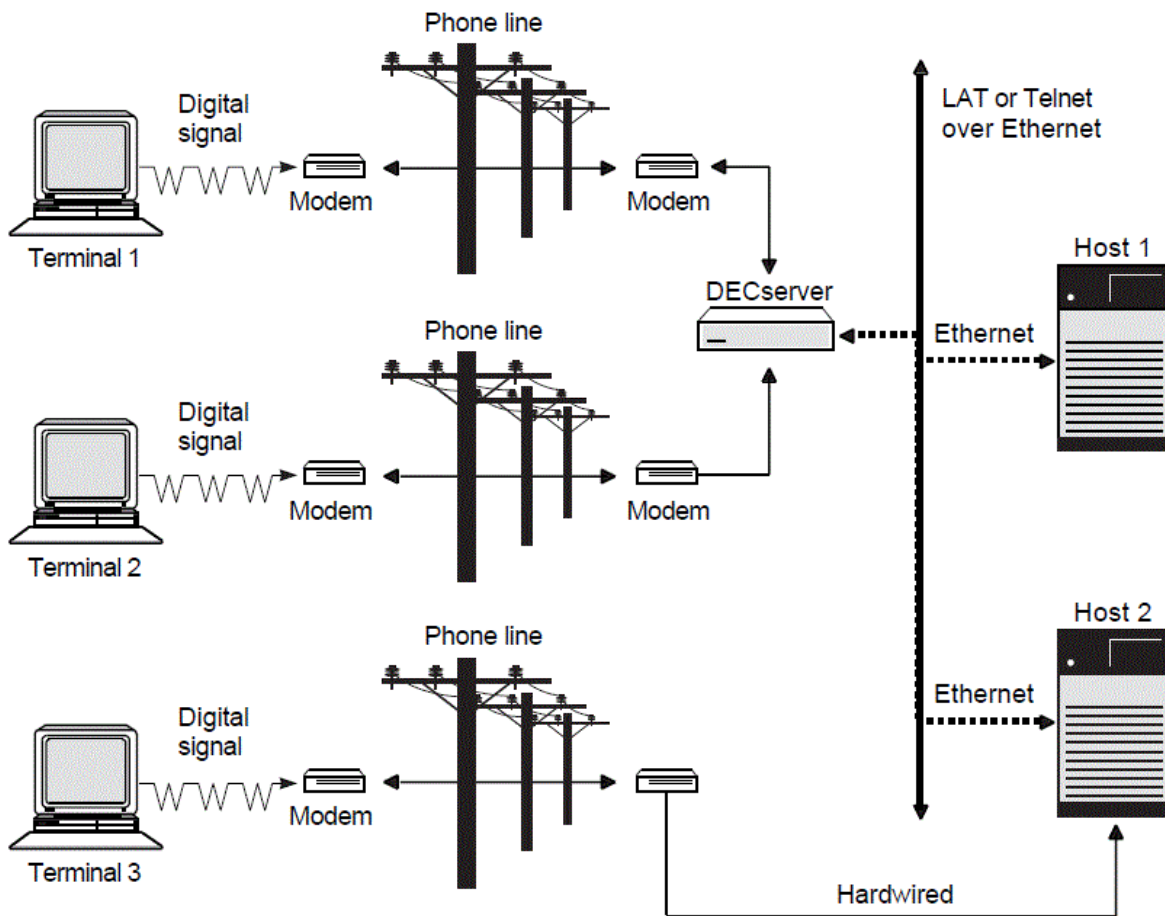 Phone line
Digital
signal
Modem
Modem
Terminal 1
LAT or Telnet
over Ethernet
Host 1
DECserver
Ethernet
Phone line
Digital
signal
Modem
Modem
Terminal 2
Host 2
Phone line
Ethernet
Digital
signal
Modem
Terminal 3
Hardwired